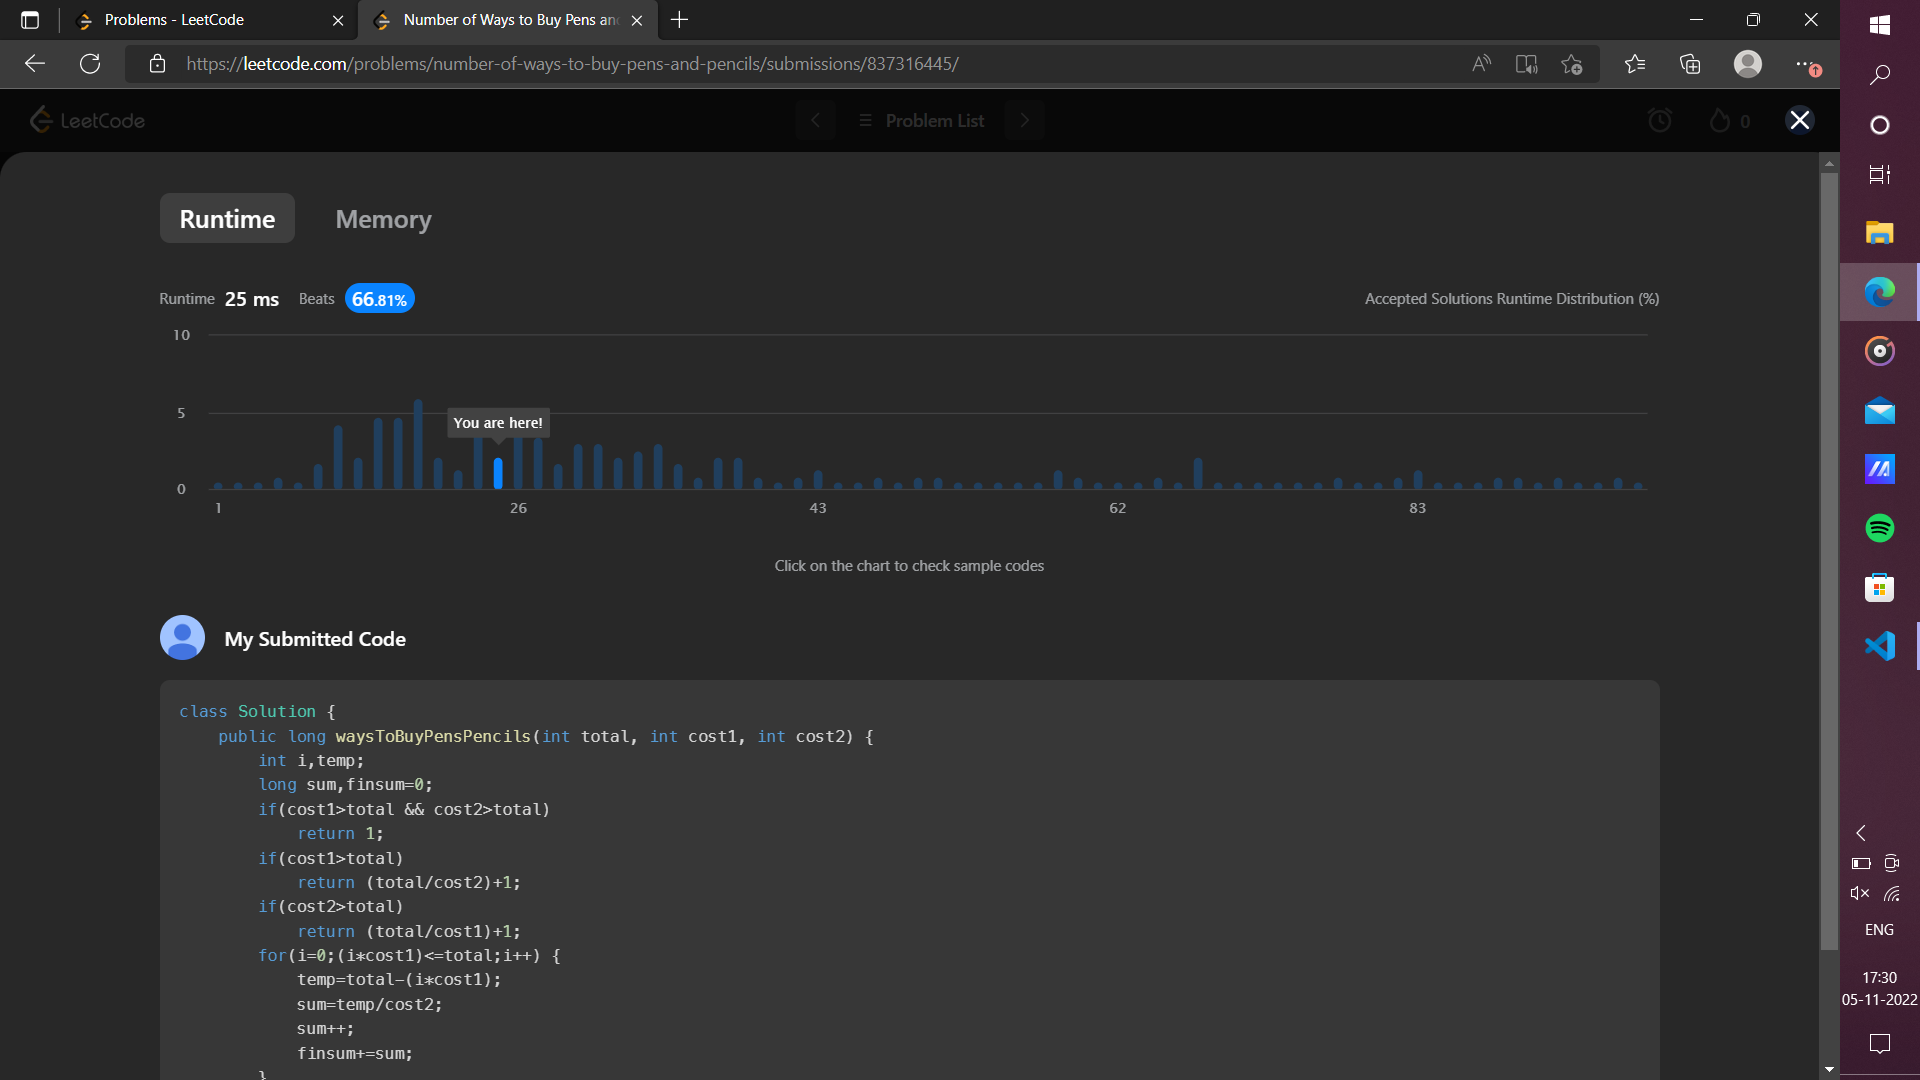 Problems - LeetCode
Number of Ways to Buy Pens an
https://leetcode.com/problems/number-of-ways-to-buy-pens-and-pencils/submissions/837316445/
LeetCode
Problem List
0
Runtime
Memory
Runtime 25 ms Beats 66.81%
Accepted Solutions Runtime Distribution (%)
10
5
0
You are here!
1 26 43 62 83
Click on the chart to check sample codes
My Submitted Code
class Solution {
    public long waysToBuyPensPencils(int total, int cost1, int cost2) {
        int i,temp;
        long sum,finsum=0;
        if(cost1>total && cost2>total)
            return 1;
        if(cost1>total)
            return (total/cost2)+1;
        if(cost2>total)
            return (total/cost1)+1;
        for(i=0;(i*cost1)<=total;i++) {
            temp=total-(i*cost1);
            sum=temp/cost2;
            sum++;
            finsum+=sum;
        }
ENG
17:30
05-11-2022